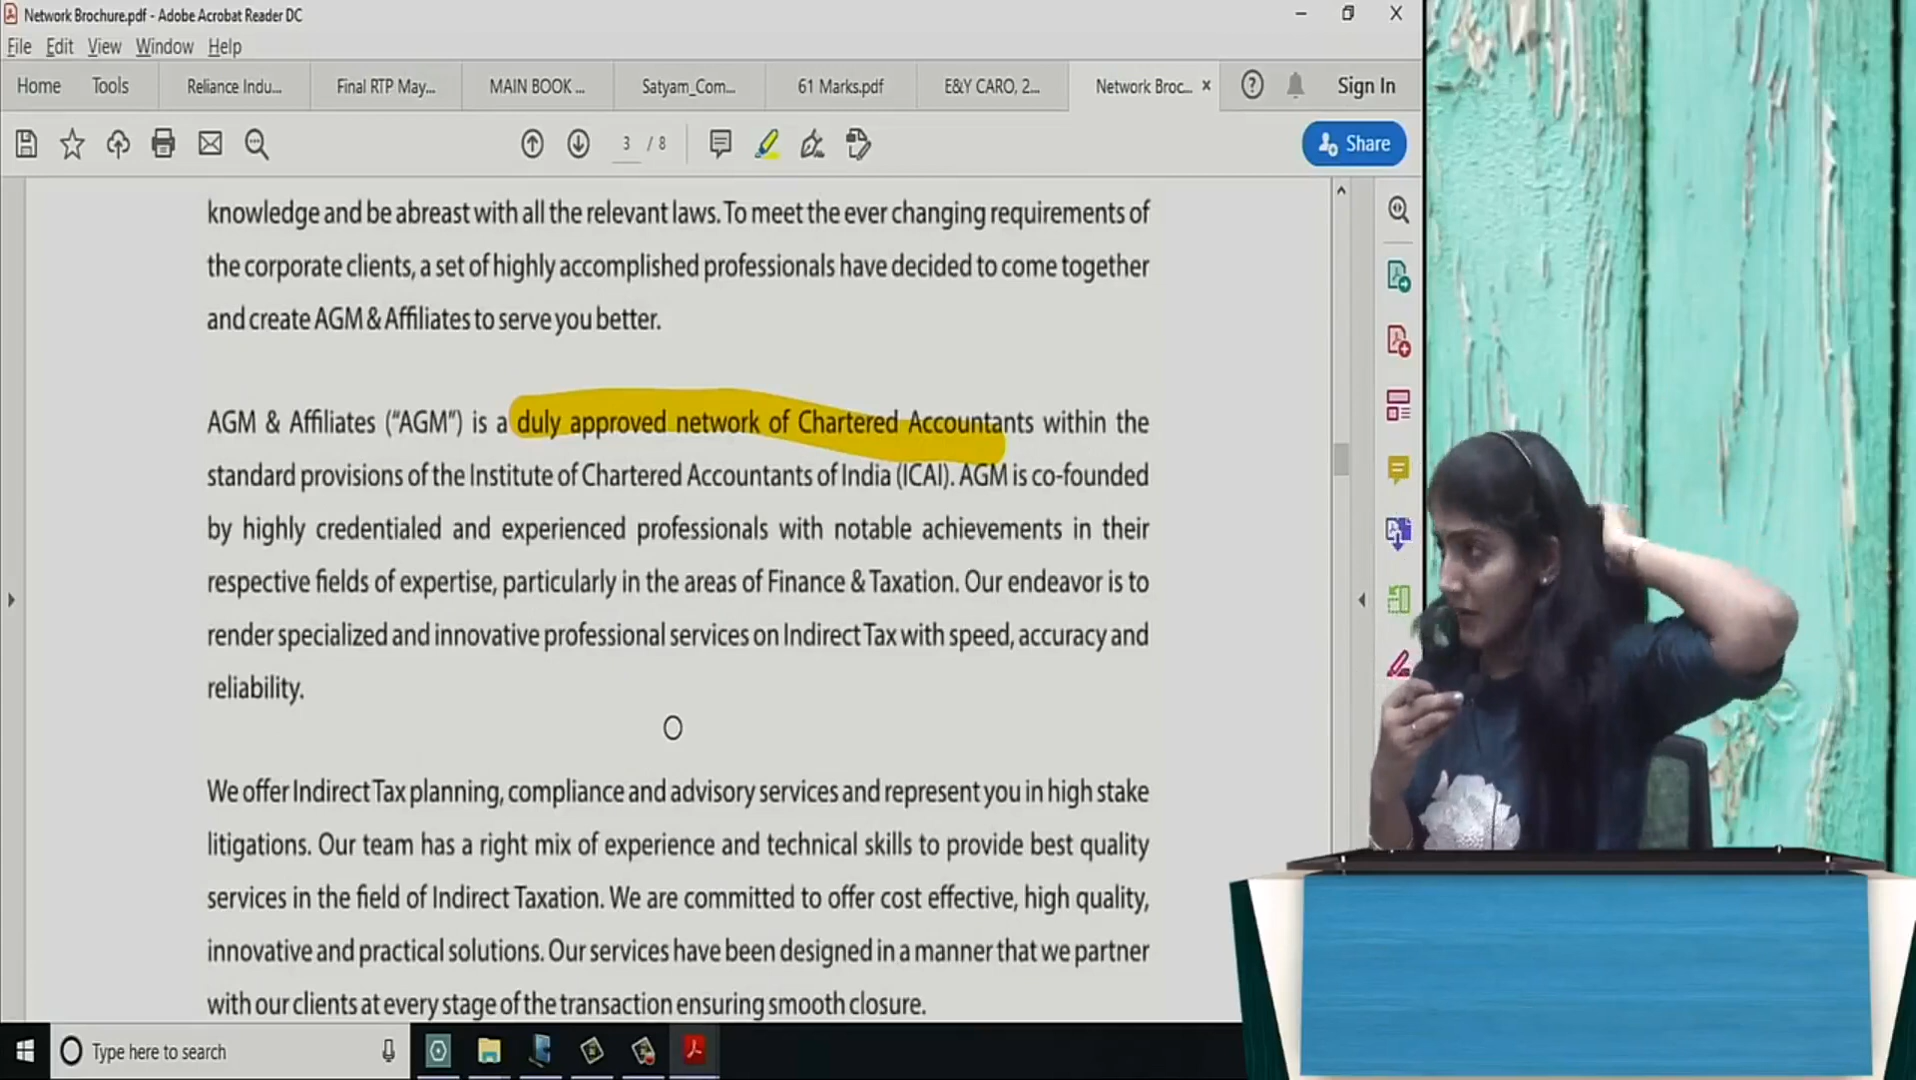 Network Brochure.pdf - Adobe Acrobat Reader DC
File Edit View Window Help
Home Tools Reliance Indu... Final RTP May... MAIN BOOK ... Satyam_Com... 61 Marks.pdf E&Y CARO, 2... Network Broc... × Sign In
3 / 8 Share
knowledge and be abreast with all the relevant laws. To meet the ever changing requirements of
the corporate clients, a set of highly accomplished professionals have decided to come together
and create AGM & Affiliates to serve you better.
AGM & Affiliates (“AGM”) is a duly approved network of Chartered Accountants within the
standard provisions of the Institute of Chartered Accountants of India (ICAI). AGM is co-founded
by highly credentialed and experienced professionals with notable achievements in their
respective fields of expertise, particularly in the areas of Finance & Taxation. Our endeavor is to
render specialized and innovative professional services on Indirect Tax with speed, accuracy and
reliability.
We offer Indirect Tax planning, compliance and advisory services and represent you in high stake
litigations. Our team has a right mix of experience and technical skills to provide best quality
services in the field of Indirect Taxation. We are committed to offer cost effective, high quality,
innovative and practical solutions. Our services have been designed in a manner that we partner
with our clients at every stage of the transaction ensuring smooth closure.
Type here to search